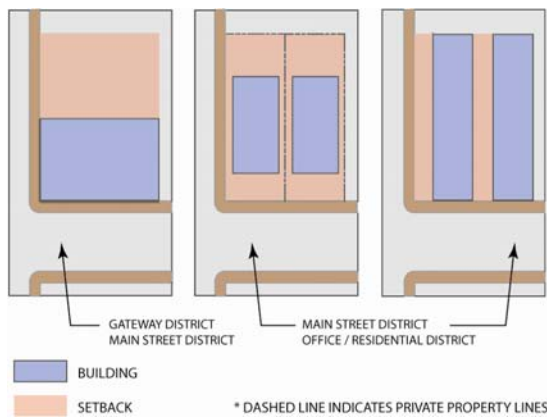 GATEWAY DISTRICT
MAIN STREET DISTRICT
MAIN STREET DISTRICT
OFFICE / RESIDENTIAL DISTRICT
BUILDING
SETBACK
* DASHED LINE INDICATES PRIVATE PROPERTY LINES